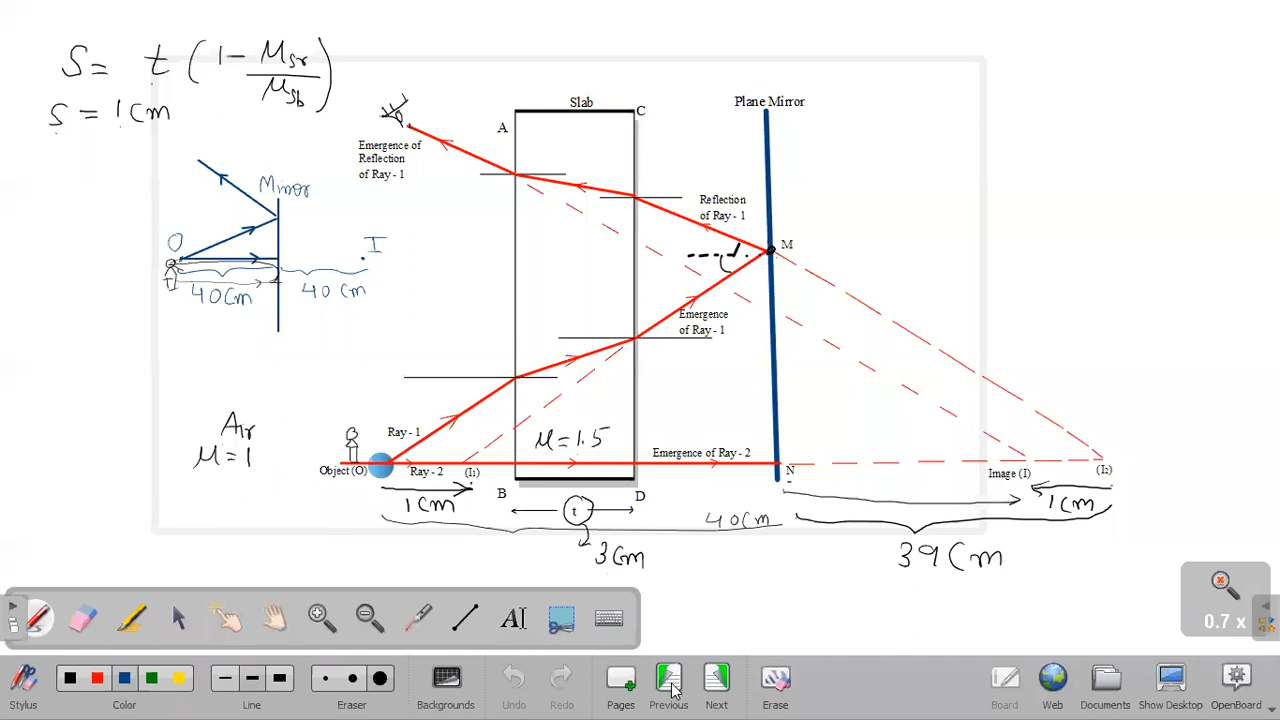 S = t ( 1 - μsr / μsb )
S = 1 Cm
Slab
Plane Mirror
A
C
Emergence of
Reflection
of Ray - 1
Mirror
Reflection
of Ray - 1
M
O
I
40 Cm
40 Cm
Emergence
of Ray - 1
Air
μ = 1
Ray - 1
μ = 1.5
Emergence of Ray - 2
Object (O)
Ray - 2
(I₁)
N
Image (I)
(I₂)
1 Cm
B
D
t
1 Cm
40 Cm
3 Cm
39 Cm
0.7 x
Stylus
Color
Line
Eraser
Backgrounds
Undo
Redo
Pages
Previous
Next
Erase
Board
Web
Documents
Show Desktop
OpenBoard